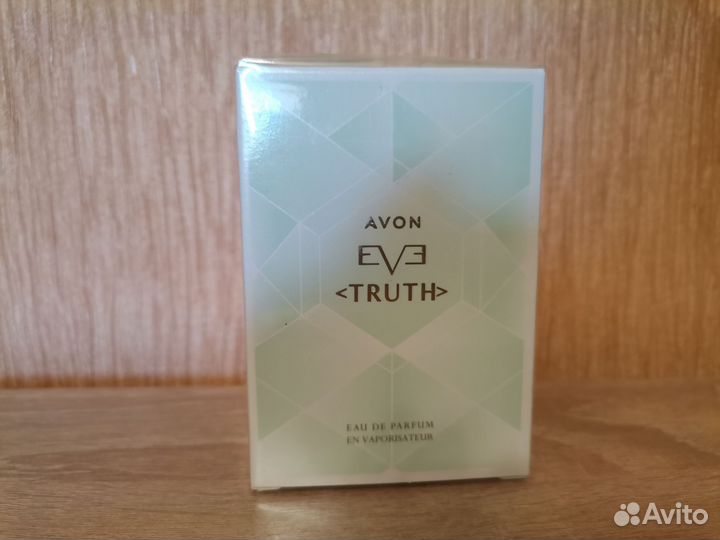 AVON
EVE
<TRUTH>
EAU DE PARFUM
EN VAPORISATEUR
Avito